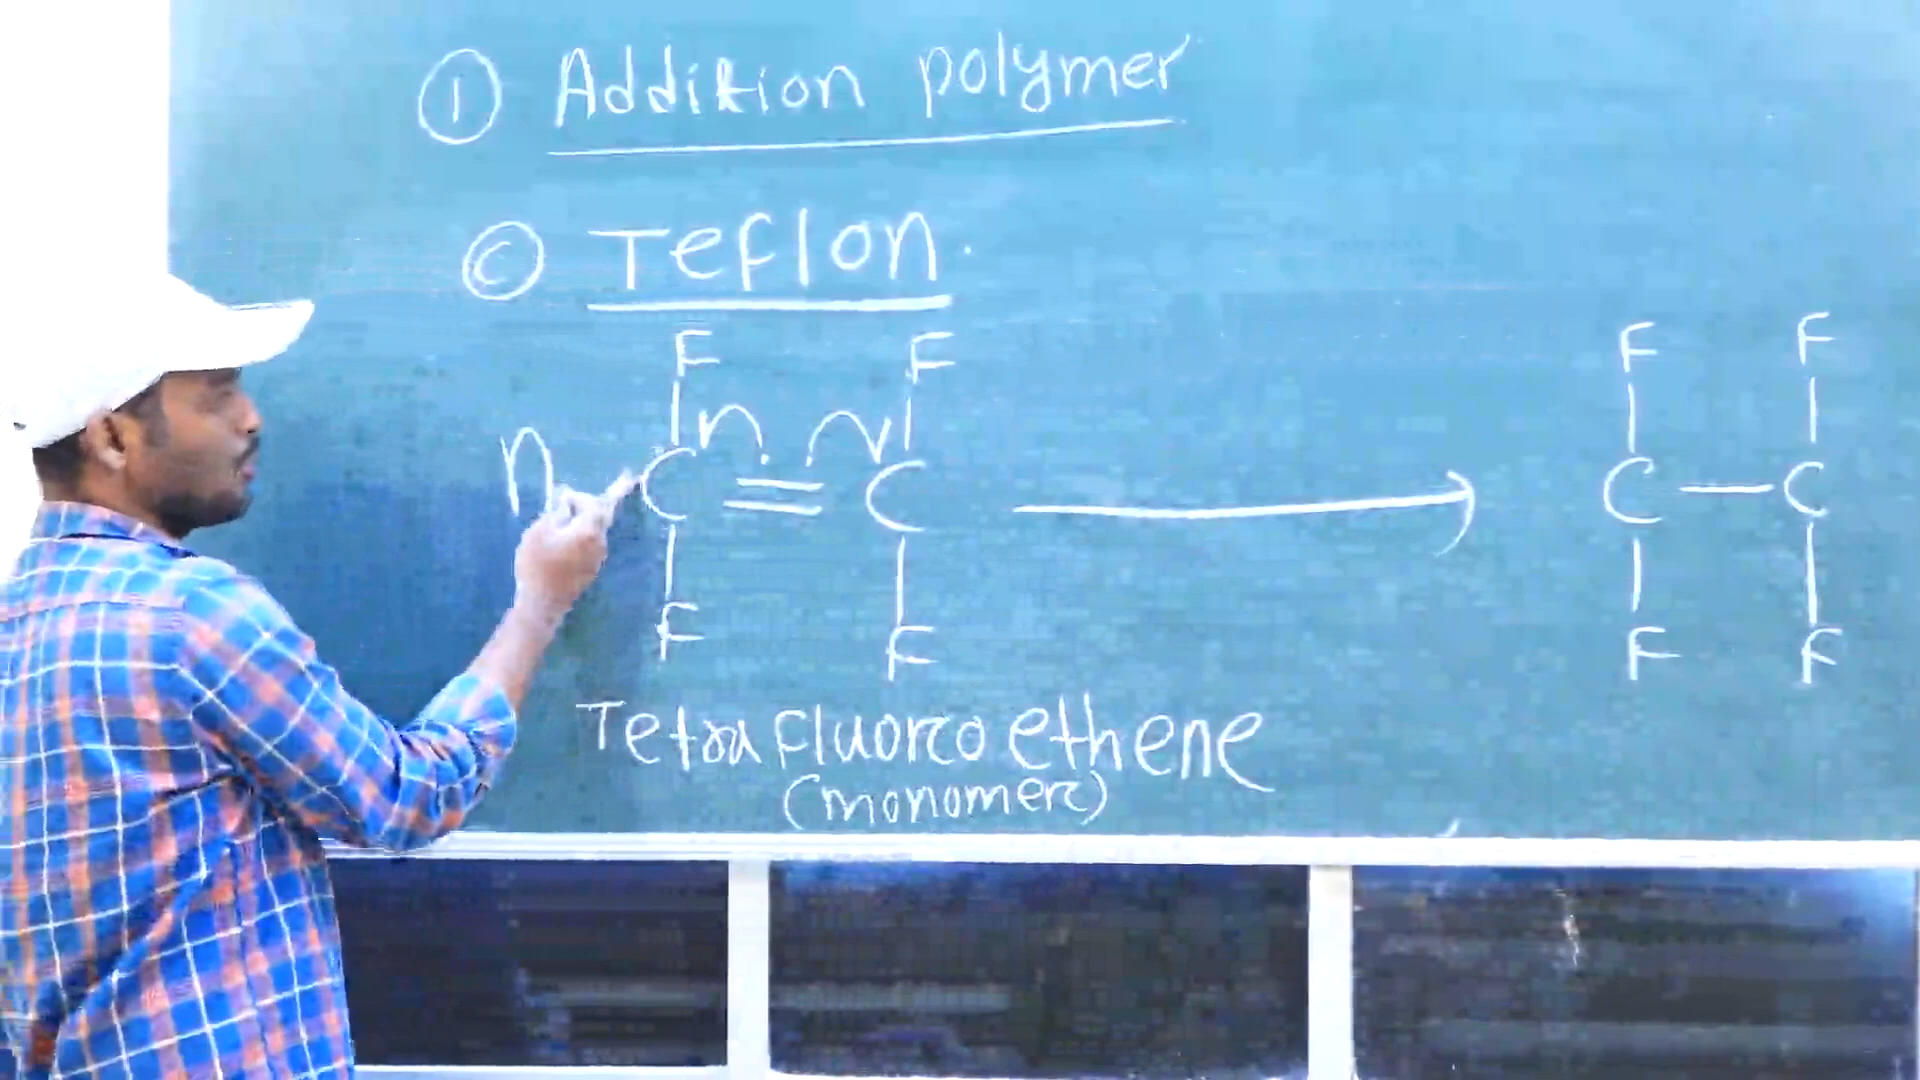 ① Addition polymer
Ⓒ Teflon
F F F F
n C = C → C - C
F F F F
Tetrafluoroethene
(monomer)